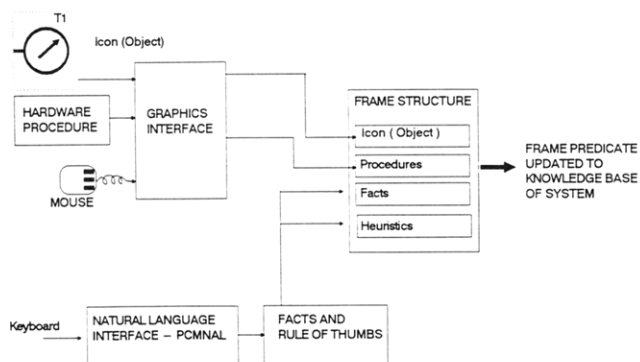 T1
Icon (Object)
HARDWARE
PROCEDURE
GRAPHICS
INTERFACE
MOUSE
FRAME STRUCTURE
Icon ( Object )
Procedures
Facts
Heuristics
FRAME PREDICATE
UPDATED TO
KNOWLEDGE BASE
OF SYSTEM
Keyboard
NATURAL LANGUAGE
INTERFACE – PCMNAL
FACTS AND
RULE OF THUMBS